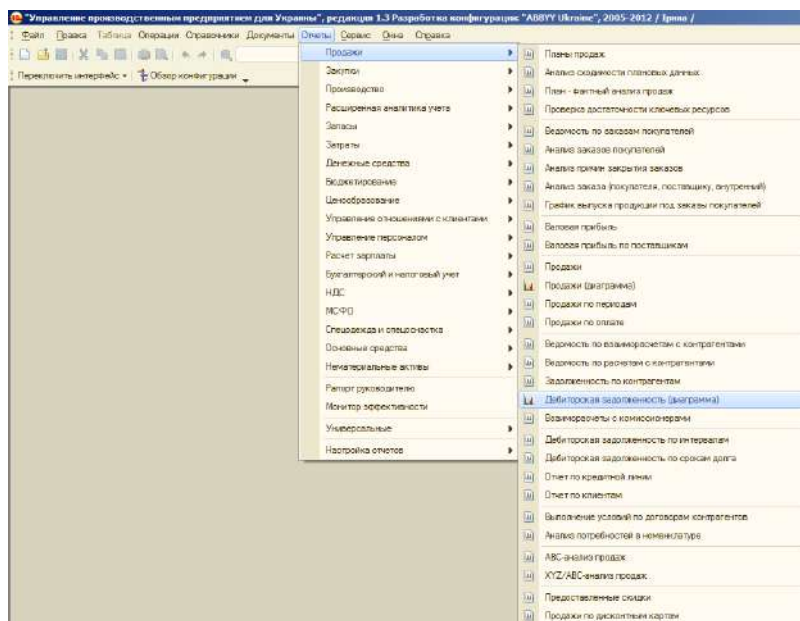 "Управление производственным предприятием для Украины", редакция 1.3 Разработка конфигурации: "ABBYY Ukraine", 2005-2012 / Ірина /
Файл Правка Таблица Операции Справочники Документы Отчеты Сервис Окна Справка
Переключить интерфейс Обзор конфигурации
Продажи
Закупки
Производство
Расширенная аналитика учета
Запасы
Затраты
Денежные средства
Бюджетирование
Ценообразование
Управление отношениями с клиентами
Управление персоналом
Расчет зарплаты
Бухгалтерский и налоговый учет
НДС
МСФО
Спецодежда и спецоснастка
Основные средства
Нематериальные активы
Рапорт руководителю
Монитор эффективности
Универсальные
Настройка отчетов
Планы продаж
Анализ сходимости плановых данных
План - фактный анализ продаж
Проверка достаточности ключевых ресурсов
Ведомость по заказам покупателей
Анализ заказов покупателей
Анализ причин закрытия заказов
Анализ заказа (покупателя, поставщику, внутренний)
График выпуска продукции под заказы покупателей
Валовая прибыль
Валовая прибыль по поставщикам
Продажи
Продажи (диаграмма)
Продажи по периодам
Продажи по оплате
Ведомость по взаиморасчетам с контрагентами
Ведомость по расчетам с контрагентами
Задолженность по контрагентам
Дебиторская задолженность (диаграмма)
Взаиморасчеты с комиссионерами
Дебиторская задолженность по интервалам
Дебиторская задолженность по срокам долга
Отчет по кредитной линии
Отчет по клиентам
Выполнение условий по договорам контрагентов
Анализ потребностей в номенклатуре
ABC-анализ продаж
XYZ/ABC-анализ продаж
Предоставленные скидки
Продажи по дисконтным картам